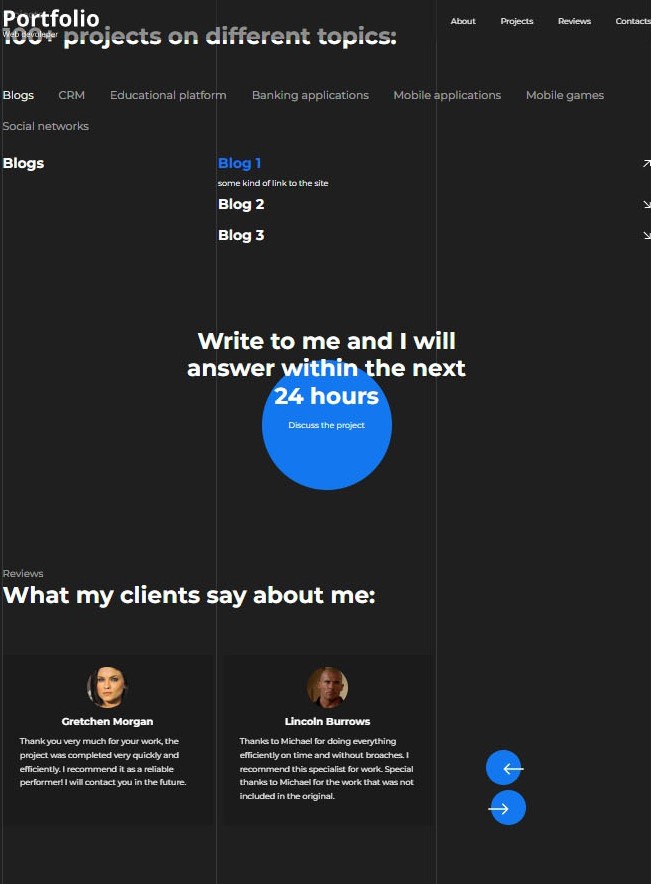 Portfolio
Web devoloper
About Projects Reviews Contacts
100+ projects on different topics:
Blogs CRM Educational platform Banking applications Mobile applications Mobile games
Social networks
Blogs
Blog 1
some kind of link to the site
Blog 2
Blog 3
Write to me and I will
answer within the next
24 hours
Discuss the project
Reviews
What my clients say about me:
Gretchen Morgan
Thank you very much for your work, the
project was completed very quickly and
efficiently. I recommend it as a reliable
performer! I will contact you in the future.
Lincoln Burrows
Thanks to Michael for doing everything
efficiently on time and without broaches. I
recommend this specialist for work. Special
thanks to Michael for the work that was not
included in the original.